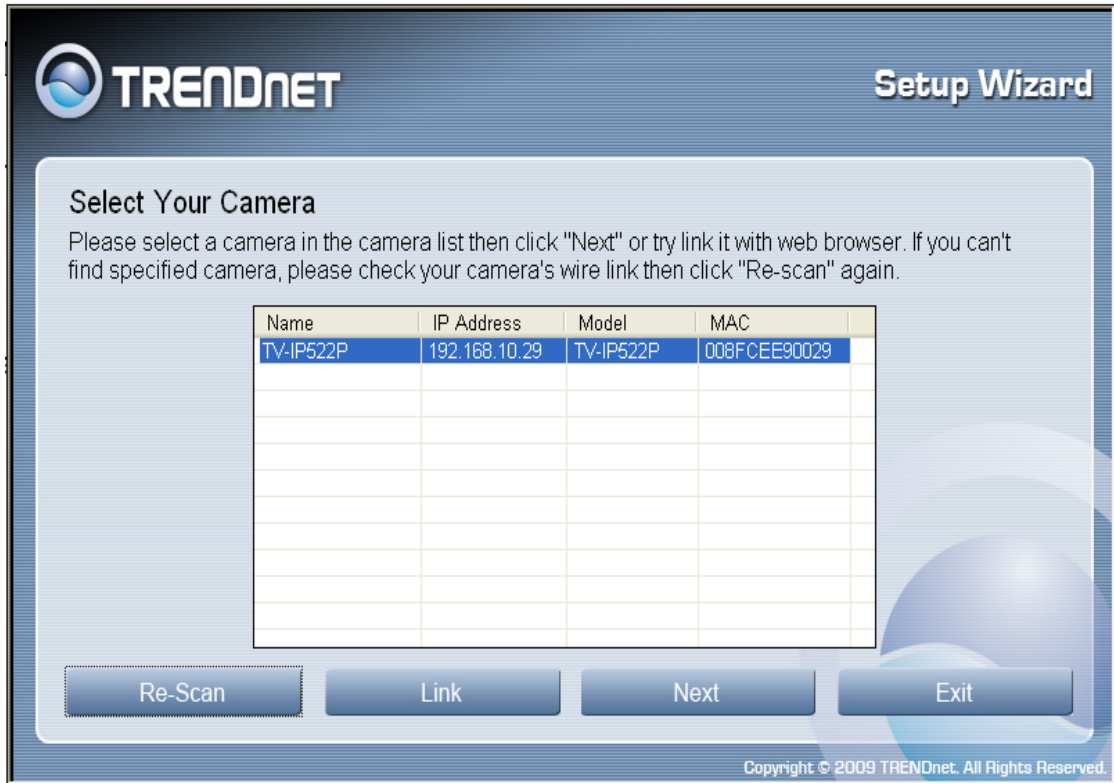 TRENDNET
Setup Wizard
Select Your Camera
Please select a camera in the camera list then click "Next" or try link it with web browser. If you can't
find specified camera, please check your camera's wire link then click "Re-scan" again.
Name IP Address Model MAC
TV-IP522P 192.168.10.29 TV-IP522P 008FCEE90029
Re-Scan Link Next Exit
Copyright © 2009 TRENDnet. All Rights Reserved.